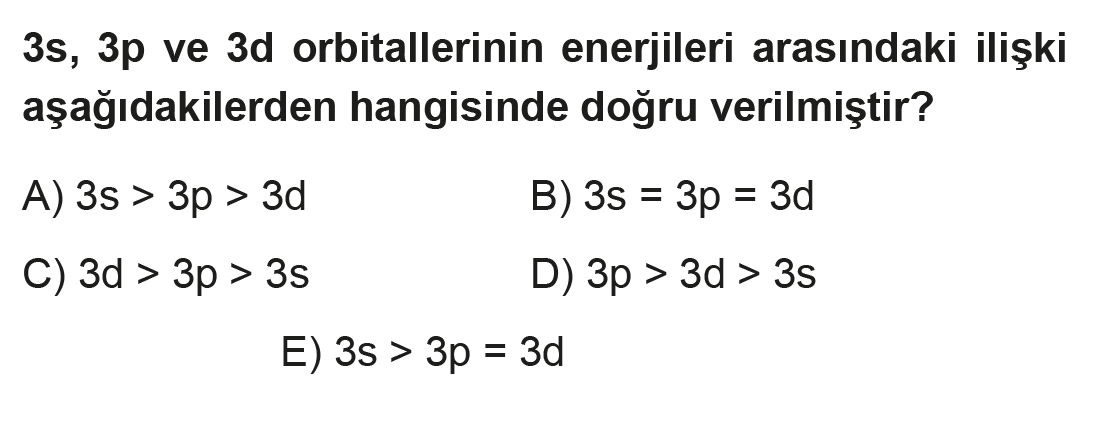 3s, 3p ve 3d orbitallerinin enerjileri arasındaki ilişki
aşağıdakilerden hangisinde doğru verilmiştir?
A) 3s > 3p > 3d B) 3s = 3p = 3d
C) 3d > 3p > 3s D) 3p > 3d > 3s
E) 3s > 3p = 3d